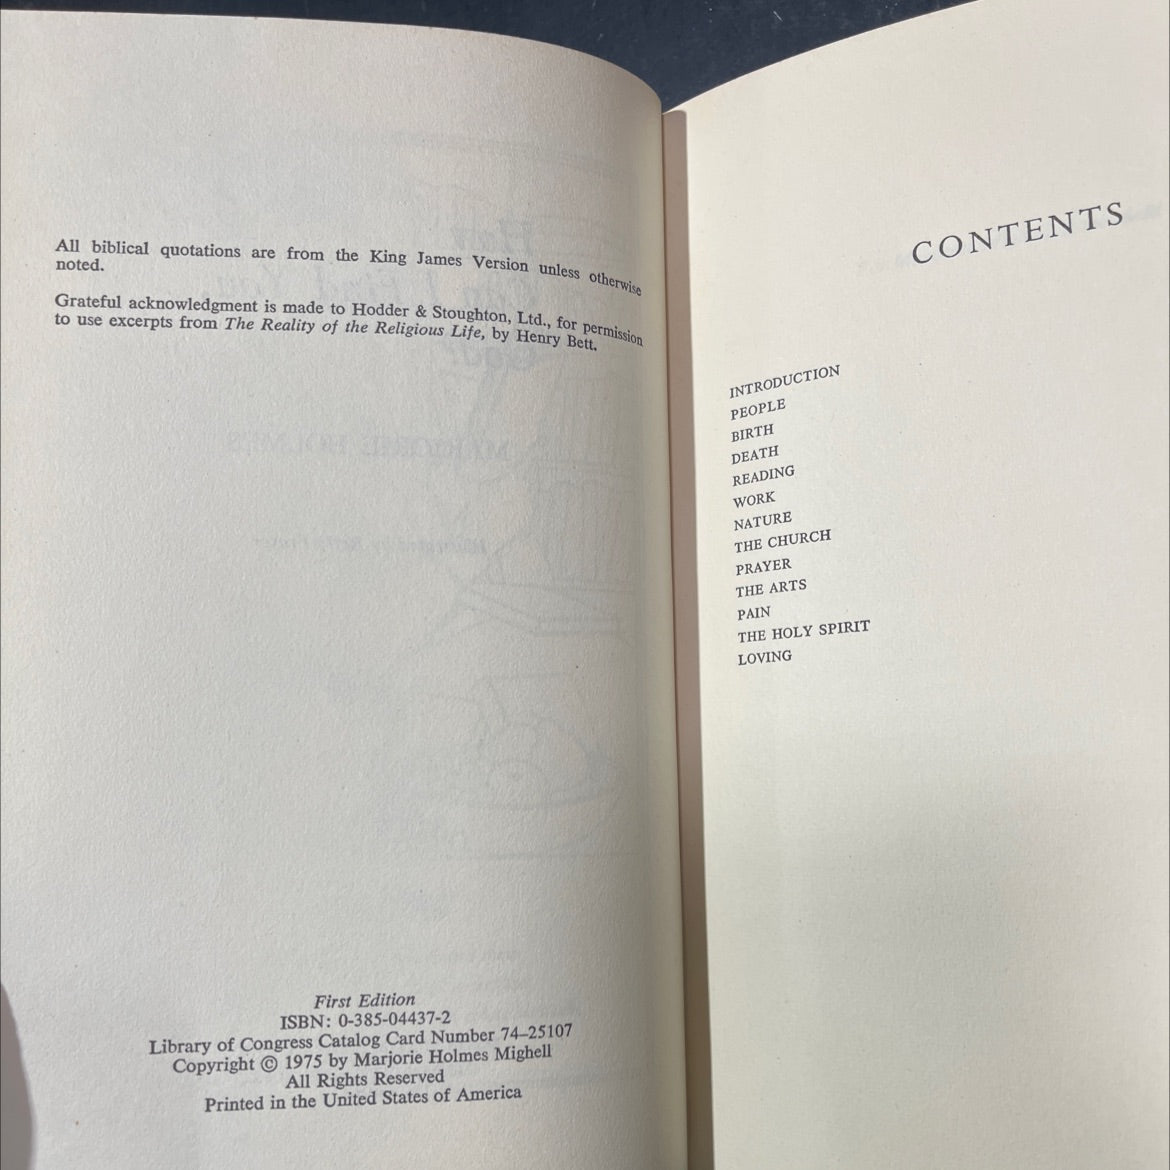 All biblical quotations are from the King James Version unless otherwise
noted.
Grateful acknowledgment is made to Hodder & Stoughton, Ltd., for permission
to use excerpts from The Reality of the Religious Life, by Henry Bett.
First Edition
ISBN: 0-385-04437-2
Library of Congress Catalog Card Number 74–25107
Copyright © 1975 by Marjorie Holmes Mighell
All Rights Reserved
Printed in the United States of America
CONTENTS
INTRODUCTION
PEOPLE
BIRTH
DEATH
READING
WORK
NATURE
THE CHURCH
PRAYER
THE ARTS
PAIN
THE HOLY SPIRIT
LOVING